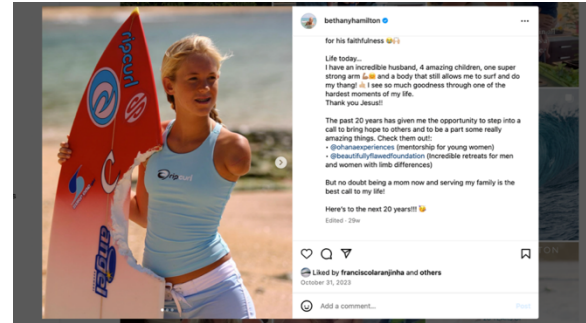 bethanyhamilton
for his faithfulness 😭🙌🏼
Life today...
I have an incredible husband, 4 amazing children, one super
strong arm 💪🏼😆 and a body that still allows me to surf and do
my thang! 🤙🏼 I see so much goodness through one of the
hardest moments of my life.
Thank you Jesus!!
The past 20 years has given me the opportunity to step into a
call to bring hope to others and to be a part some really
amazing things. Check them out!:
• @ohanaexperiences (mentorship for young women)
• @beautifullyflawedfoundation (Incredible retreats for men
and women with limb differences)
But no doubt being a mom now and serving my family is the
best call to my life!
Here's to the next 20 years!!! 🥳
Edited · 29w
Liked by franciscolaranjinha and others
October 31, 2023
Add a comment...
Post
ripcurl
Rip Curl
angel